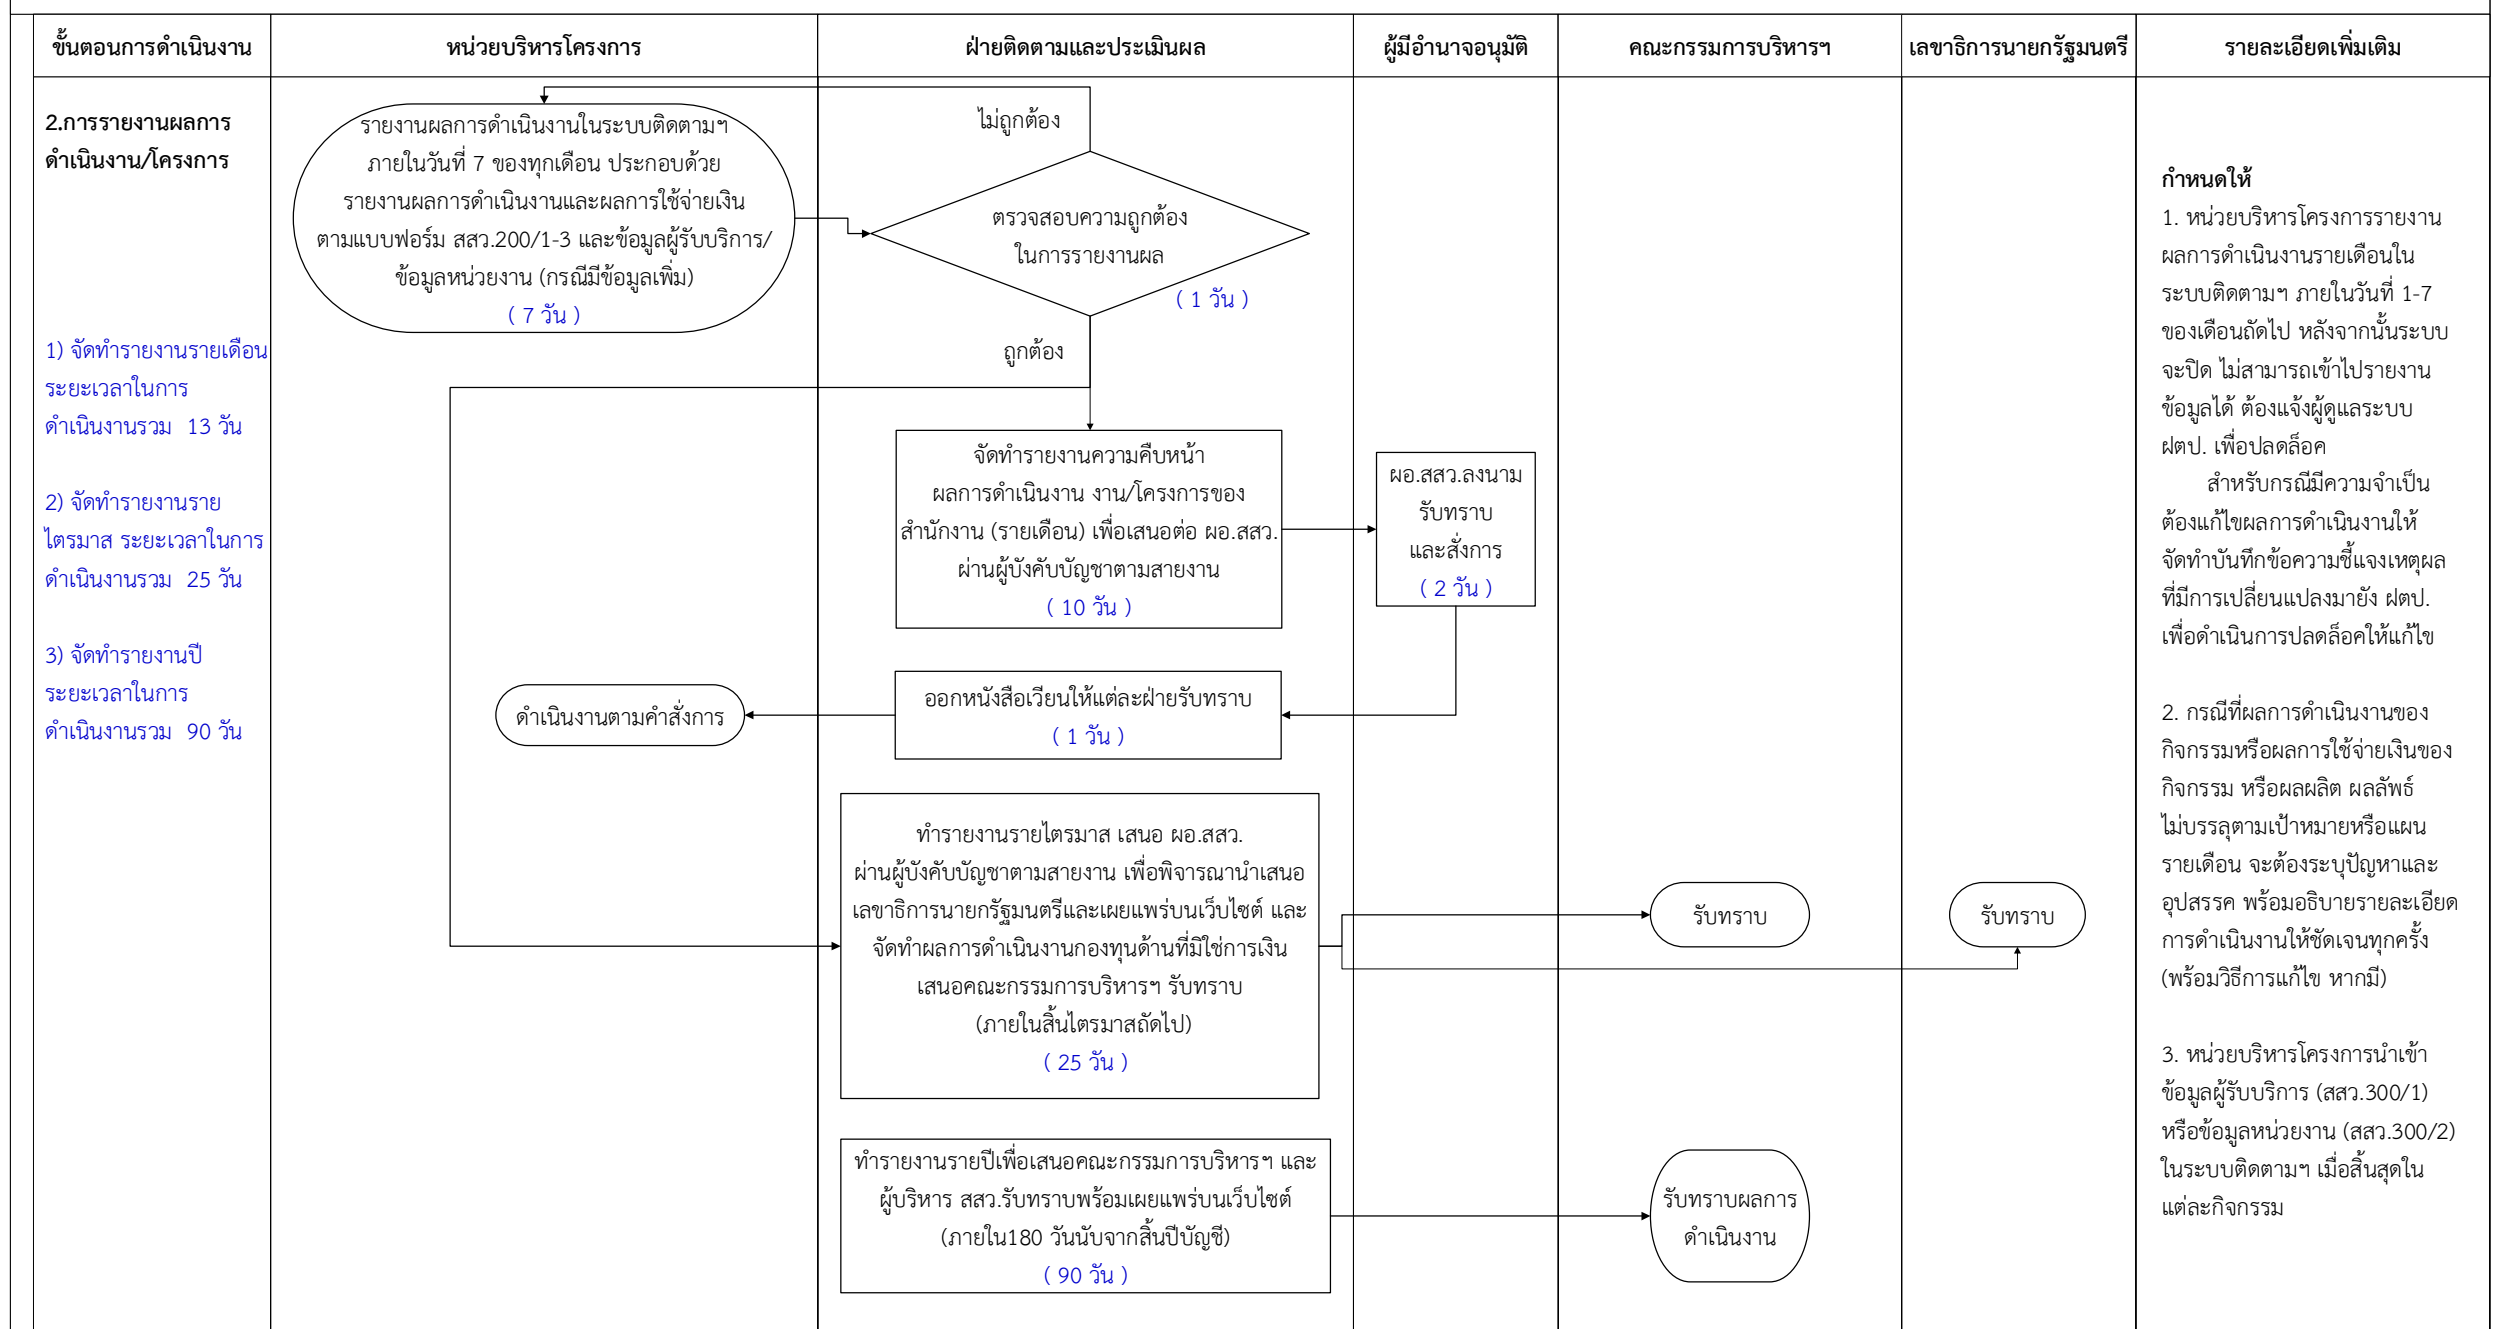 ขั้นตอนการดำเนินงาน
หน่วยบริหารโครงการ
ฝ่ายติดตามและประเมินผล
ผู้มีอำนาจอนุมัติ
คณะกรรมการบริหารฯ
เลขาธิการนายกรัฐมนตรี
รายละเอียดเพิ่มเติม
2.การรายงานผลการ
ดำเนินงาน/โครงการ
1) จัดทำรายงานรายเดือน
ระยะเวลาในการ
ดำเนินงานรวม 13 วัน
2) จัดทำรายงานราย
ไตรมาส ระยะเวลาในการ
ดำเนินงานรวม 25 วัน
3) จัดทำรายงานปี
ระยะเวลาในการ
ดำเนินงานรวม 90 วัน
รายงานผลการดำเนินงานในระบบติดตามฯ
ภายในวันที่ 7 ของทุกเดือน ประกอบด้วย
รายงานผลการดำเนินงานและผลการใช้จ่ายเงิน
ตามแบบฟอร์ม สสว.200/1-3 และข้อมูลผู้รับบริการ/
ข้อมูลหน่วยงาน (กรณีมีข้อมูลเพิ่ม)
( 7 วัน )
ไม่ถูกต้อง
ตรวจสอบความถูกต้อง
ในการรายงานผล
( 1 วัน )
ถูกต้อง
จัดทำรายงานความคืบหน้า
ผลการดำเนินงาน งาน/โครงการของ
สำนักงาน (รายเดือน) เพื่อเสนอต่อ ผอ.สสว.
ผ่านผู้บังคับบัญชาตามสายงาน
( 10 วัน )
ผอ.สสว.ลงนาม
รับทราบ
และสั่งการ
( 2 วัน )
ออกหนังสือเวียนให้แต่ละฝ่ายรับทราบ
( 1 วัน )
ดำเนินงานตามคำสั่งการ
ทำรายงานรายไตรมาส เสนอ ผอ.สสว.
ผ่านผู้บังคับบัญชาตามสายงาน เพื่อพิจารณานำเสนอ
เลขาธิการนายกรัฐมนตรีและเผยแพร่บนเว็บไซต์ และ
จัดทำผลการดำเนินงานกองทุนด้านที่มิใช่การเงิน
เสนอคณะกรรมการบริหารฯ รับทราบ
(ภายในสิ้นไตรมาสถัดไป)
( 25 วัน )
รับทราบ
รับทราบ
ทำรายงานรายปีเพื่อเสนอคณะกรรมการบริหารฯ และ
ผู้บริหาร สสว.รับทราบพร้อมเผยแพร่บนเว็บไซต์
(ภายใน180 วันนับจากสิ้นปีบัญชี)
( 90 วัน )
รับทราบผลการ
ดำเนินงาน
กำหนดให้
1. หน่วยบริหารโครงการรายงาน
ผลการดำเนินงานรายเดือนใน
ระบบติดตามฯ ภายในวันที่ 1-7
ของเดือนถัดไป หลังจากนั้นระบบ
จะปิด ไม่สามารถเข้าไปรายงาน
ข้อมูลได้ ต้องแจ้งผู้ดูแลระบบ
ฝตป. เพื่อปลดล็อค
สำหรับกรณีมีความจำเป็น
ต้องแก้ไขผลการดำเนินงานให้
จัดทำบันทึกข้อความชี้แจงเหตุผล
ที่มีการเปลี่ยนแปลงมายัง ฝตป.
เพื่อดำเนินการปลดล็อคให้แก้ไข
2. กรณีที่ผลการดำเนินงานของ
กิจกรรมหรือผลการใช้จ่ายเงินของ
กิจกรรม หรือผลผลิต ผลลัพธ์
ไม่บรรลุตามเป้าหมายหรือแผน
รายเดือน จะต้องระบุปัญหาและ
อุปสรรค พร้อมอธิบายรายละเอียด
การดำเนินงานให้ชัดเจนทุกครั้ง
(พร้อมวิธีการแก้ไข หากมี)
3. หน่วยบริหารโครงการนำเข้า
ข้อมูลผู้รับบริการ (สสว.300/1)
หรือข้อมูลหน่วยงาน (สสว.300/2)
ในระบบติดตามฯ เมื่อสิ้นสุดใน
แต่ละกิจกรรม